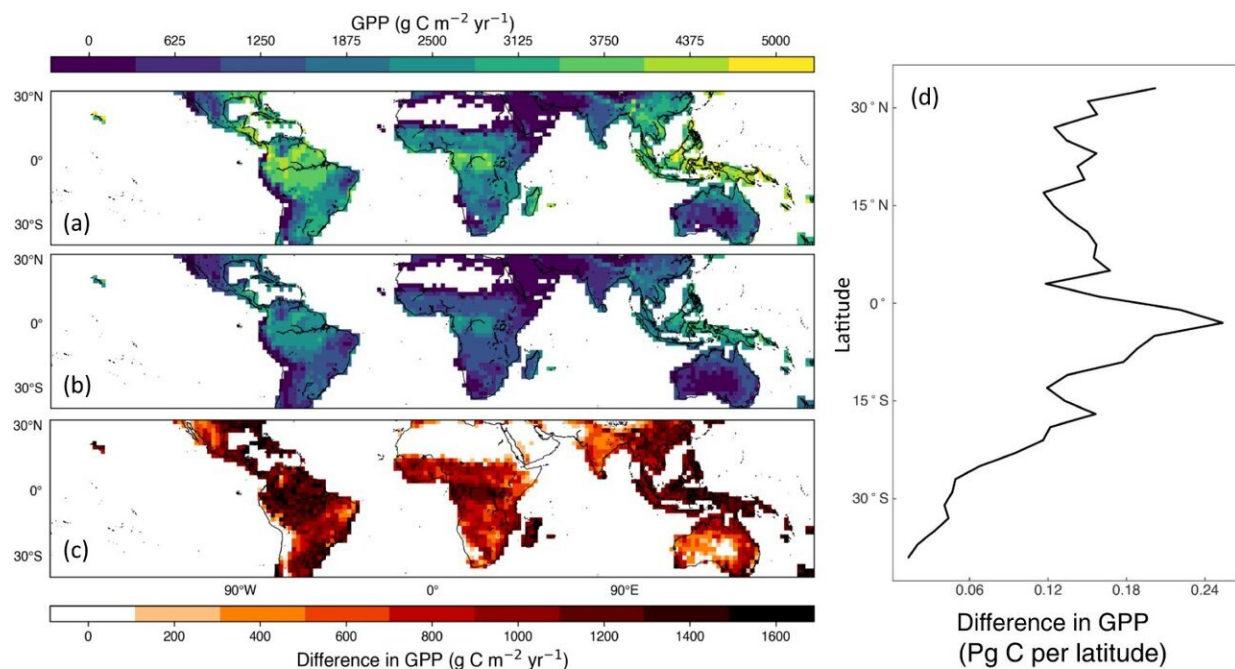 GPP (g C m⁻² yr⁻¹)
0 625 1250 1875 2500 3125 3750 4375 5000
30°N
0°
30°S
(a)
30°N
0°
30°S
(b)
30°N
0°
30°S
(c)
90°W 0° 90°E
0 200 400 600 800 1000 1200 1400 1600
Difference in GPP (g C m⁻² yr⁻¹)
(d)
Latitude
30°N
15°N
0°
15°S
30°S
0.06 0.12 0.18 0.24
Difference in GPP
(Pg C per latitude)